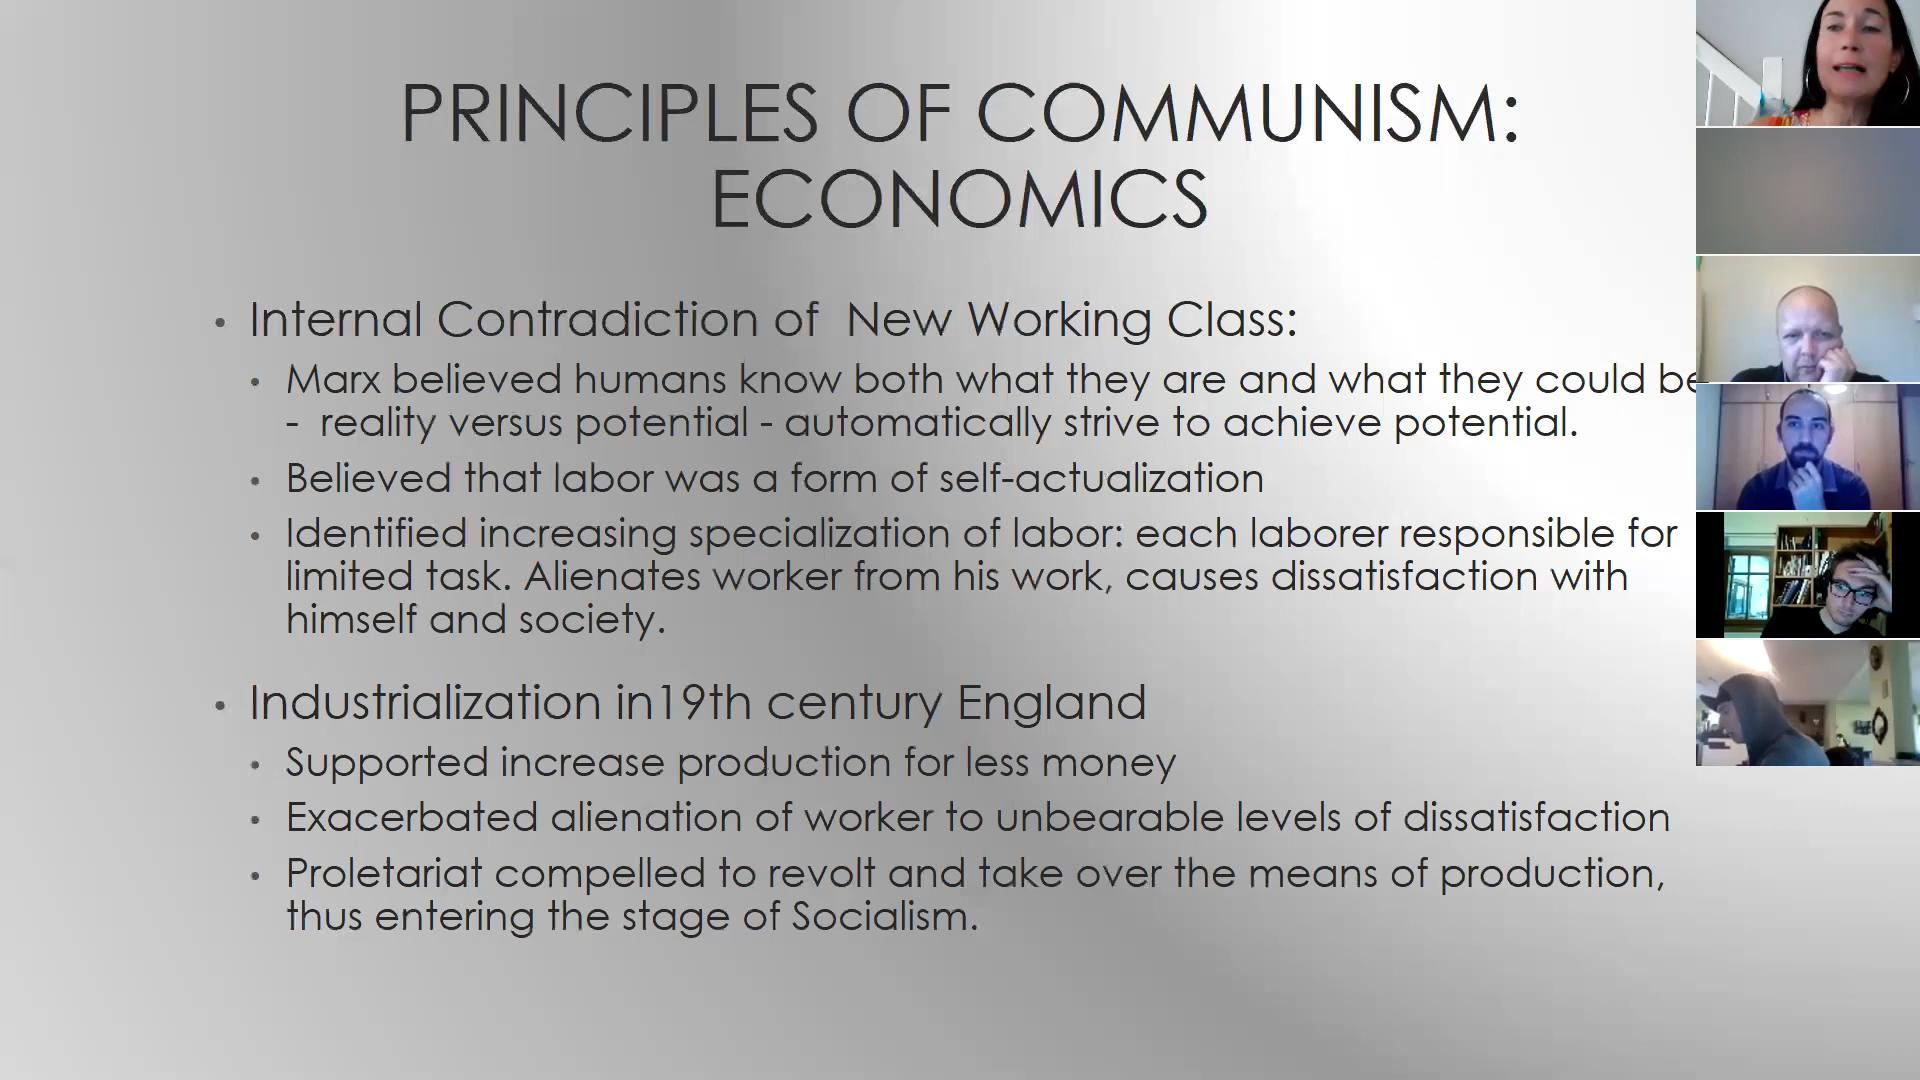 PRINCIPLES OF COMMUNISM:
ECONOMICS
• Internal Contradiction of New Working Class:
• Marx believed humans know both what they are and what they could be
- reality versus potential - automatically strive to achieve potential.
• Believed that labor was a form of self-actualization
• Identified increasing specialization of labor: each laborer responsible for
limited task. Alienates worker from his work, causes dissatisfaction with
himself and society.
• Industrialization in19th century England
• Supported increase production for less money
• Exacerbated alienation of worker to unbearable levels of dissatisfaction
• Proletariat compelled to revolt and take over the means of production,
thus entering the stage of Socialism.